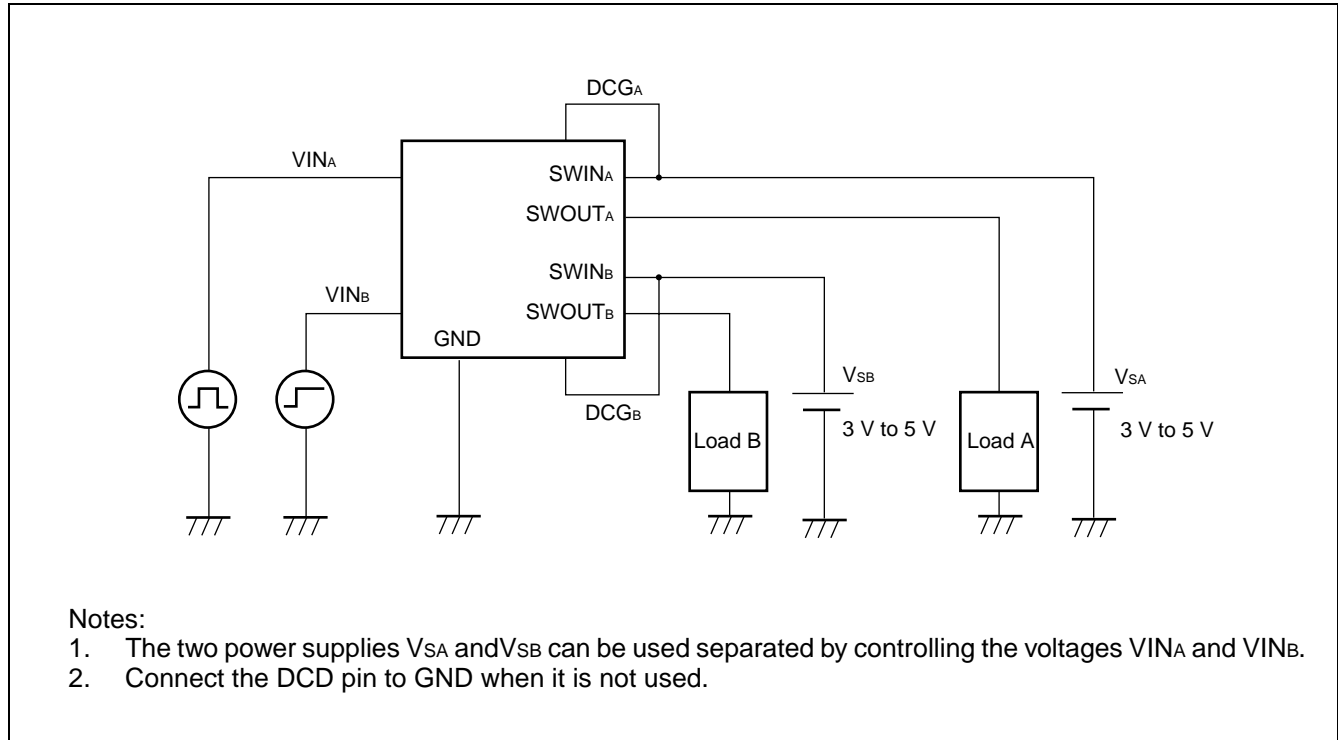 DCGA
VINA
SWINA
SWOUTA
SWINB
VINB
SWOUTB
GND
VSB
VSA
DCGB
3 V to 5 V
3 V to 5 V
Load B
Load A
Notes:
1. The two power supplies VSA andVSB can be used separated by controlling the voltages VINA and VINB.
2. Connect the DCD pin to GND when it is not used.